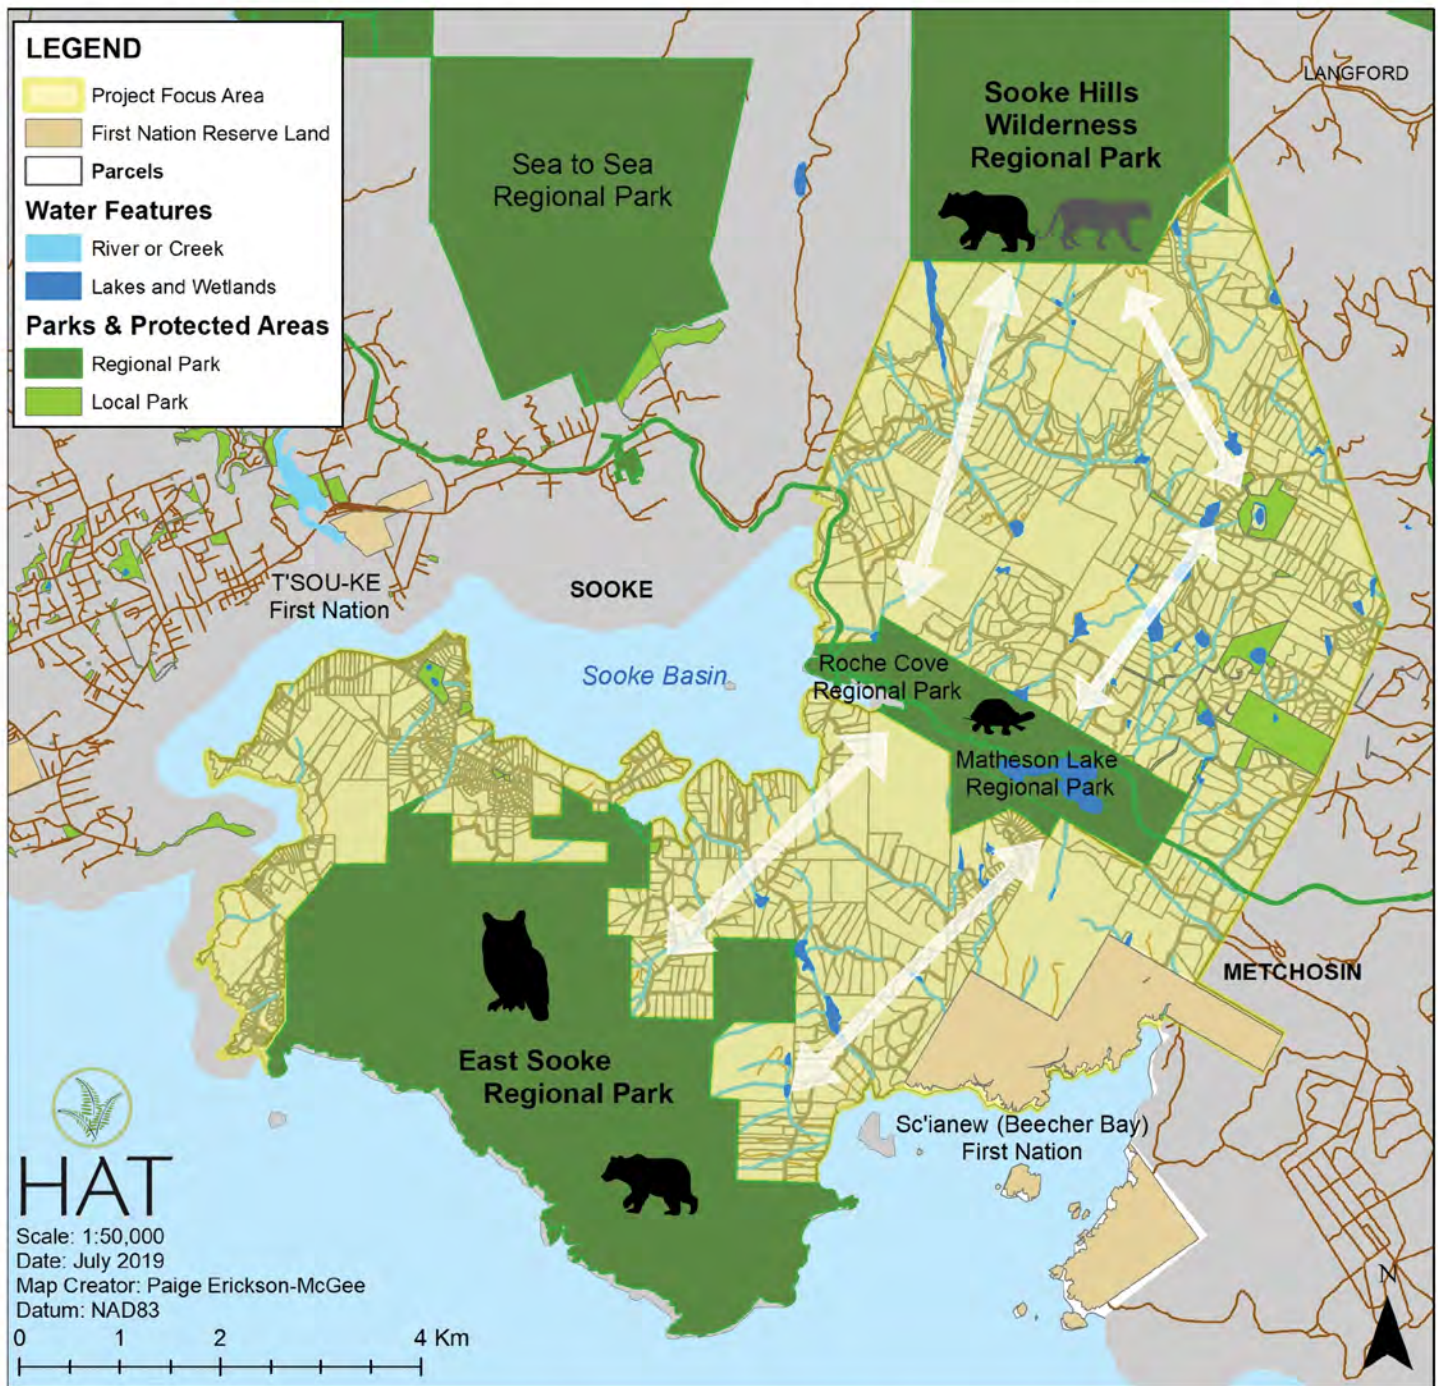 LEGEND
Project Focus Area
First Nation Reserve Land
Parcels
Water Features
River or Creek
Lakes and Wetlands
Parks & Protected Areas
Regional Park
Local Park
Sea to Sea
Regional Park
Sooke Hills
Wilderness
Regional Park
LANGFORD
T'SOU-KE
First Nation
SOOKE
Sooke Basin
Roche Cove
Regional Park
Matheson Lake
Regional Park
METCHOSIN
East Sooke
Regional Park
Sc'ianew (Beecher Bay)
First Nation
HAT
Scale: 1:50,000
Date: July 2019
Map Creator: Paige Erickson-McGee
Datum: NAD83
0 1 2 4 Km
N